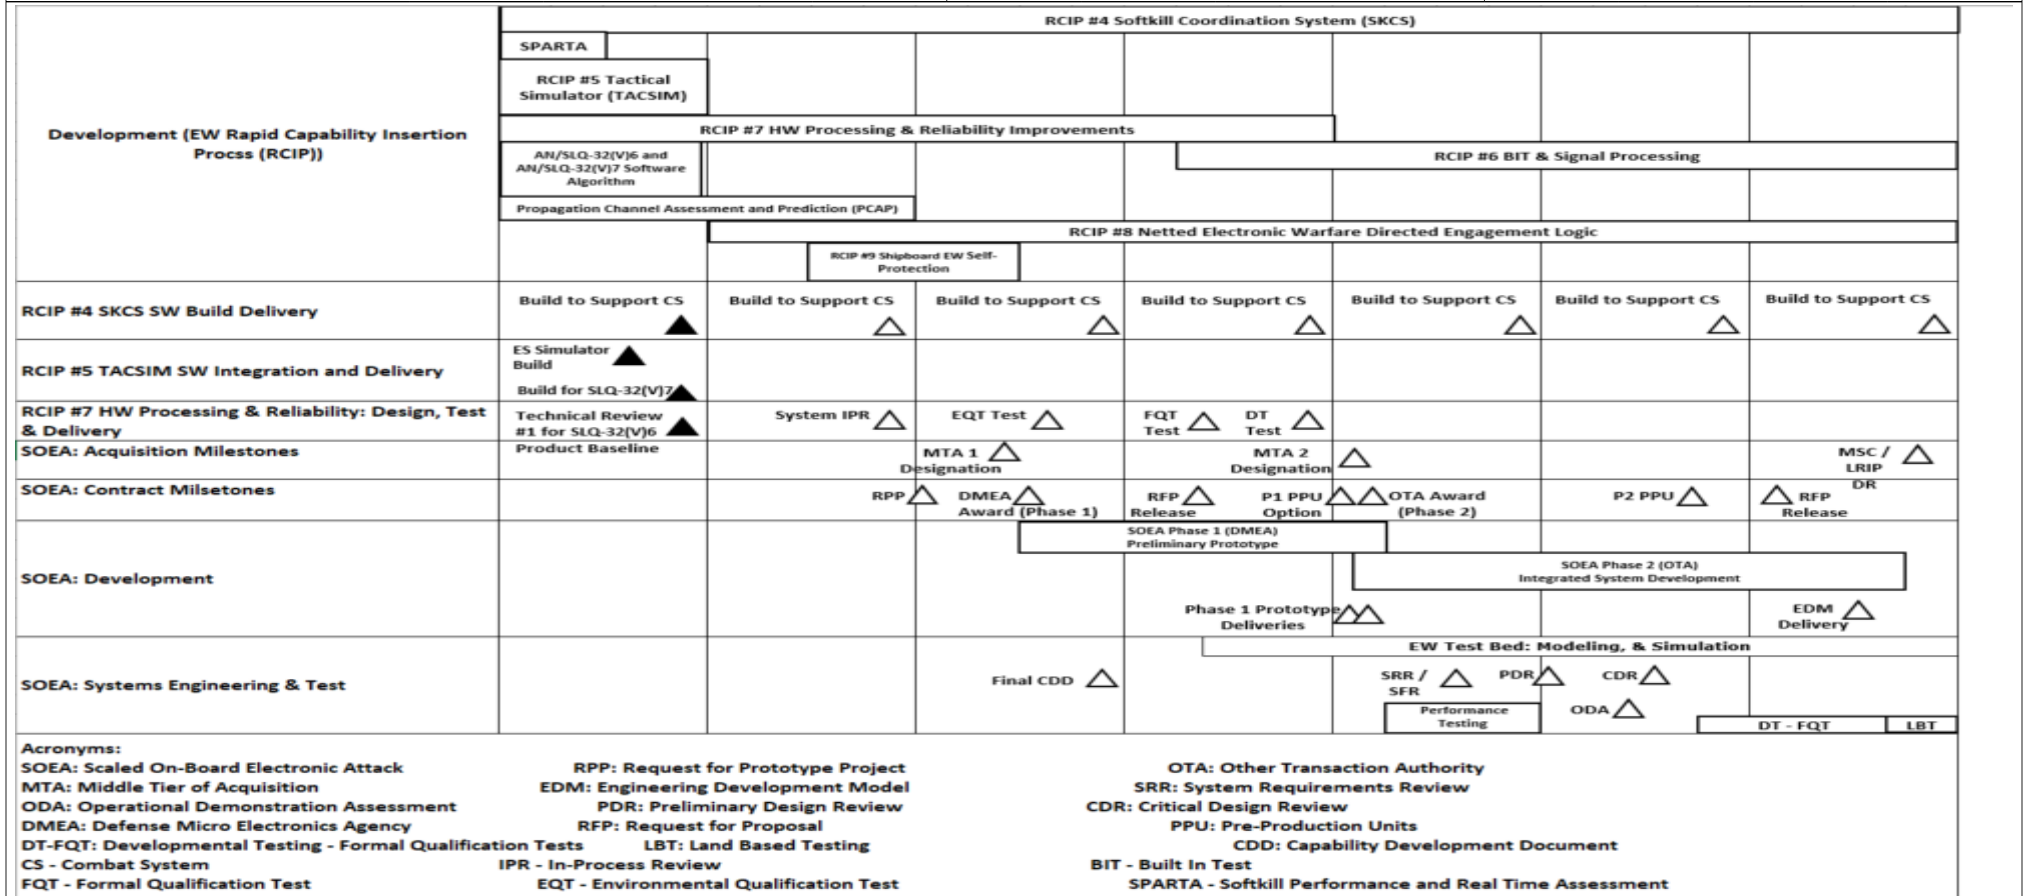 RCIP #4 Softkill Coordination System (SKCS)
SPARTA
RCIP #5 Tactical
Simulator (TACSIM)
Development (EW Rapid Capability Insertion
Procss (RCIP))
RCIP #7 HW Processing & Reliability Improvements
AN/SLQ-32(V)6 and
AN/SLQ-32(V)7 Software
Algorithm
RCIP #6 BIT & Signal Processing
Propagation Channel Assessment and Prediction (PCAP)
RCIP #8 Netted Electronic Warfare Directed Engagement Logic
RCIP #9 Shipboard EW Self-
Protection
RCIP #4 SKCS SW Build Delivery
Build to Support CS
Build to Support CS
Build to Support CS
Build to Support CS
Build to Support CS
Build to Support CS
Build to Support CS
RCIP #5 TACSIM SW Integration and Delivery
ES Simulator
Build
Build for SLQ-32(V)7
RCIP #7 HW Processing & Reliability: Design, Test
& Delivery
Technical Review
#1 for SLQ-32(V)6
Product Baseline
System IPR
EQT Test
FQT
Test
DT
Test
SOEA: Acquisition Milestones
MTA 1
Designation
MTA 2
Designation
MSC /
LRIP
DR
SOEA: Contract Milsetones
RPP
DMEA
Award (Phase 1)
RFP
Release
P1 PPU
Option
OTA Award
(Phase 2)
P2 PPU
RFP
Release
SOEA: Development
SOEA Phase 1 (DMEA)
Preliminary Prototype
SOEA Phase 2 (OTA)
Integrated System Development
Phase 1 Prototype
Deliveries
EDM
Delivery
SOEA: Systems Engineering & Test
EW Test Bed: Modeling, & Simulation
Final CDD
SRR /
SFR
PDR
CDR
Performance
Testing
ODA
DT - FQT
LBT
Acronyms:
SOEA: Scaled On-Board Electronic Attack RPP: Request for Prototype Project OTA: Other Transaction Authority
MTA: Middle Tier of Acquisition EDM: Engineering Development Model SRR: System Requirements Review
ODA: Operational Demonstration Assessment PDR: Preliminary Design Review CDR: Critical Design Review
DMEA: Defense Micro Electronics Agency RFP: Request for Proposal PPU: Pre-Production Units
DT-FQT: Developmental Testing - Formal Qualification Tests LBT: Land Based Testing CDD: Capability Development Document
CS - Combat System IPR - In-Process Review BIT - Built In Test
FQT - Formal Qualification Test EQT - Environmental Qualification Test SPARTA - Softkill Performance and Real Time Assessment